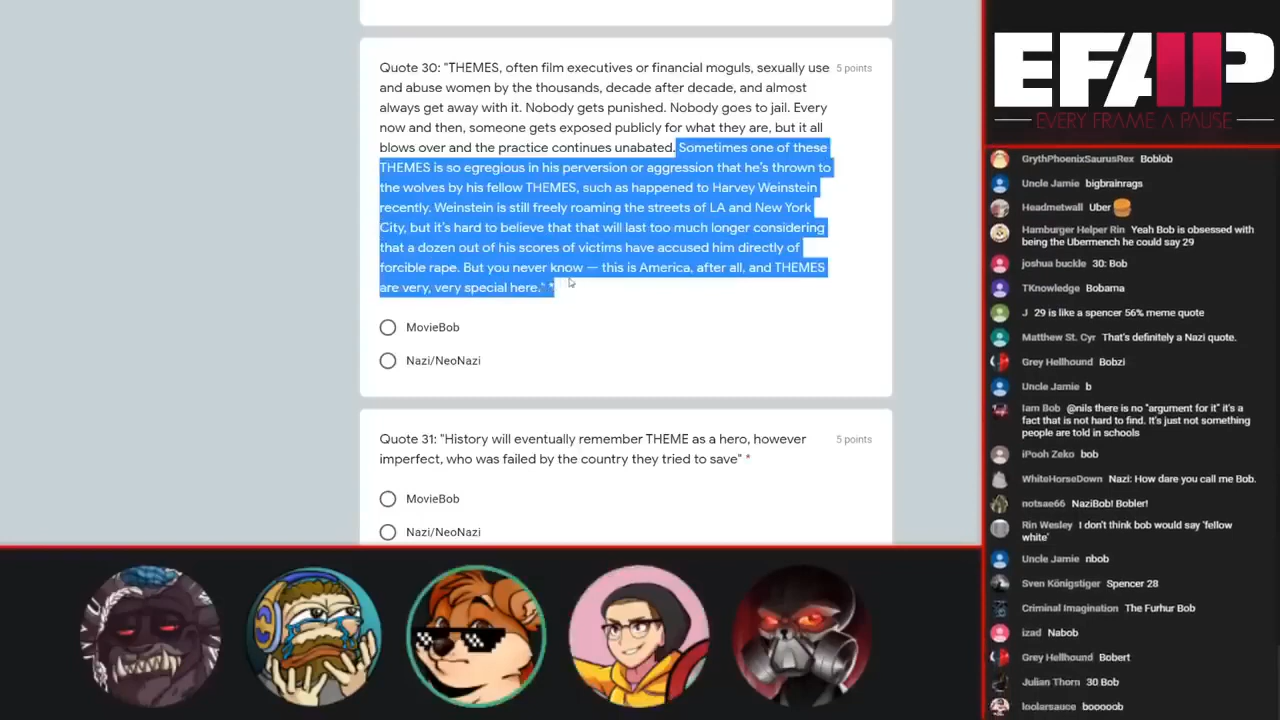 Quote 30: "THEMES, often film executives or financial moguls, sexually use 5 points
and abuse women by the thousands, decade after decade, and almost
always get away with it. Nobody gets punished. Nobody goes to jail. Every
now and then, someone gets exposed publicly for what they are, but it all
blows over and the practice continues unabated. Sometimes one of these
THEMES is so egregious in his perversion or aggression that he's thrown to
the wolves by his fellow THEMES, such as happened to Harvey Weinstein
recently. Weinstein is still freely roaming the streets of LA and New York
City, but it's hard to believe that that will last too much longer considering
that a dozen out of his scores of victims have accused him directly of
forcible rape. But you never know — this is America, after all, and THEMES
are very, very special here." *
MovieBob
Nazi/NeoNazi
Quote 31: "History will eventually remember THEME as a hero, however 5 points
imperfect, who was failed by the country they tried to save" *
MovieBob
Nazi/NeoNazi
EFAP
EVERY FRAME A PAUSE
GrythPhoenixSaurusRex Boblob
Uncle Jamie bigbrainrags
Headmetwall Uber 🍔
Hamburger Helper Rin Yeah Bob is obsessed with
being the Ubermench he could say 29
joshua buckle 30: Bob
TKnowledge Bobama
J 29 is like a spencer 56% meme quote
Matthew St. Cyr That's definitely a Nazi quote.
Grey Hellhound Bobzi
Uncle Jamie b
Iam Bob @nils there is no "argument for it" it's a
fact that is not hard to find. It's just not something
people are told in schools
iPooh Zeko bob
WhiteHorseDown Nazi: How dare you call me Bob.
notsae66 NaziBob! Bobler!
Rin Wesley I don't think bob would say 'fellow
white'
Uncle Jamie nbob
Sven Königstiger Spencer 28
Criminal Imagination The Furhur Bob
izad Nabob
Grey Hellhound Bobert
Julian Thorn 30 Bob
loolarsauce booooob